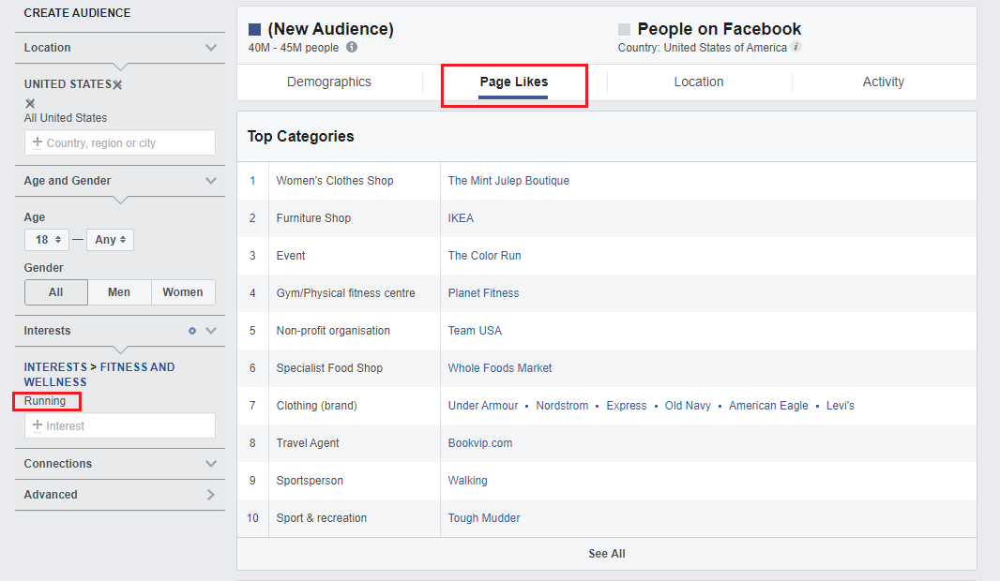 CREATE AUDIENCE
Location
UNITED STATES
All United States
Country, region or city
Age and Gender
Age
18 — Any
Gender
All Men Women
Interests
INTERESTS > FITNESS AND
WELLNESS
Running
Interest
Connections
Advanced
(New Audience)
40M - 45M people
People on Facebook
Country: United States of America
Demographics Page Likes Location Activity
Top Categories
1 Women's Clothes Shop The Mint Julep Boutique
2 Furniture Shop IKEA
3 Event The Color Run
4 Gym/Physical fitness centre Planet Fitness
5 Non-profit organisation Team USA
6 Specialist Food Shop Whole Foods Market
7 Clothing (brand) Under Armour • Nordstrom • Express • Old Navy • American Eagle • Levi's
8 Travel Agent Bookvip.com
9 Sportsperson Walking
10 Sport & recreation Tough Mudder
See All